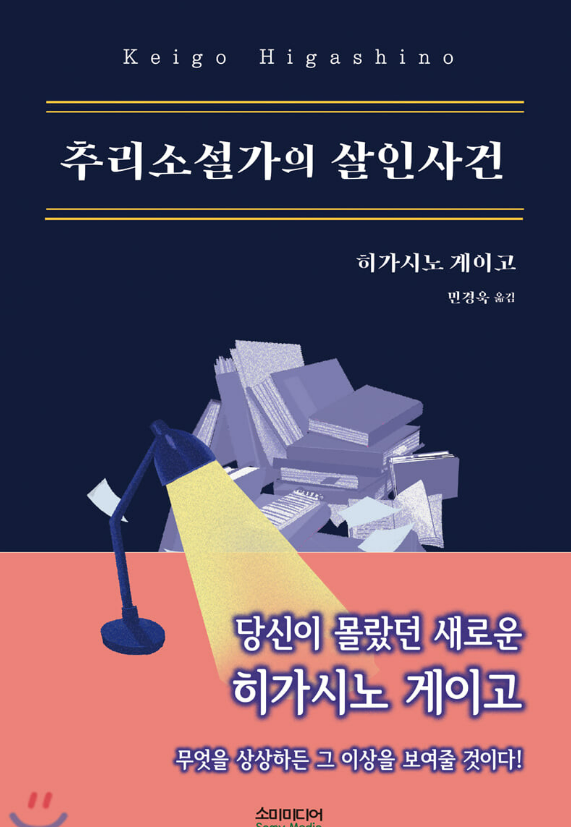 Keigo Higashino
추리소설가의 살인사건
히가시노 게이고
민경욱 옮김
당신이 몰랐던 새로운
히가시노 게이고
무엇을 상상하든 그 이상을 보여줄 것이다!
소미미디어
Somy Media